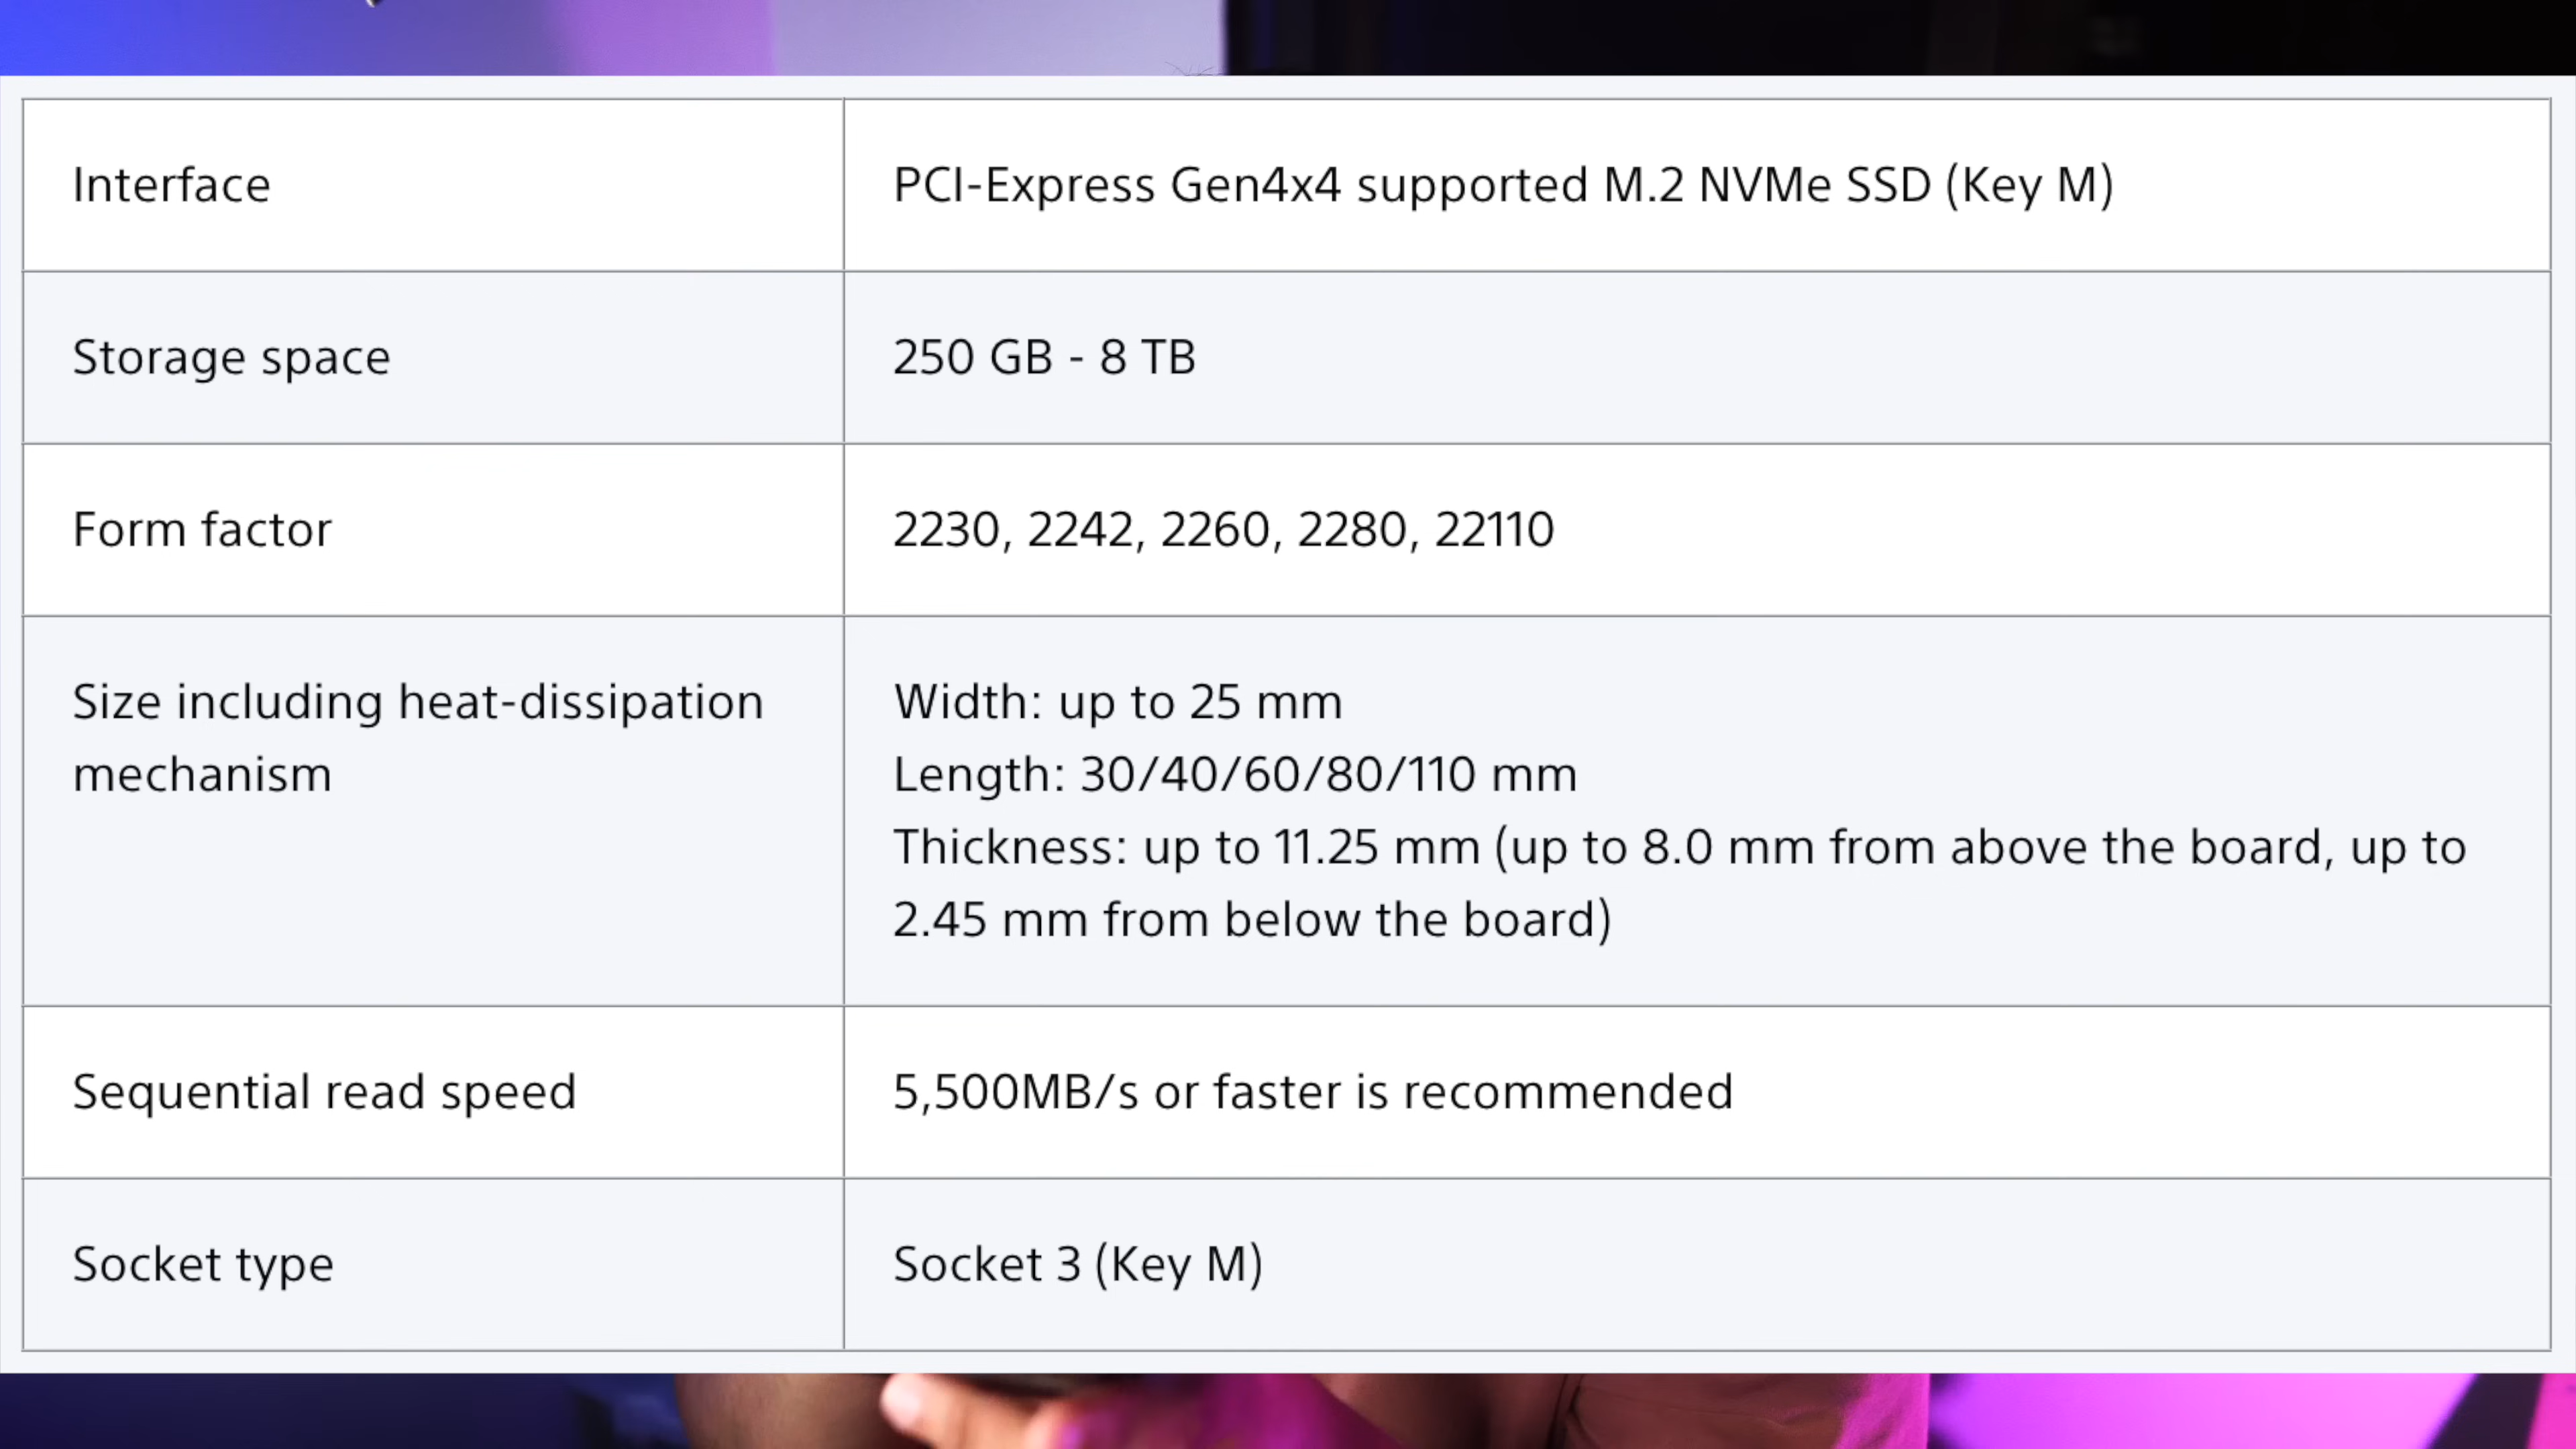 Interface
PCI-Express Gen4x4 supported M.2 NVMe SSD (Key M)
Storage space
250 GB - 8 TB
Form factor
2230, 2242, 2260, 2280, 22110
Size including heat-dissipation
mechanism
Width: up to 25 mm
Length: 30/40/60/80/110 mm
Thickness: up to 11.25 mm (up to 8.0 mm from above the board, up to
2.45 mm from below the board)
Sequential read speed
5,500MB/s or faster is recommended
Socket type
Socket 3 (Key M)